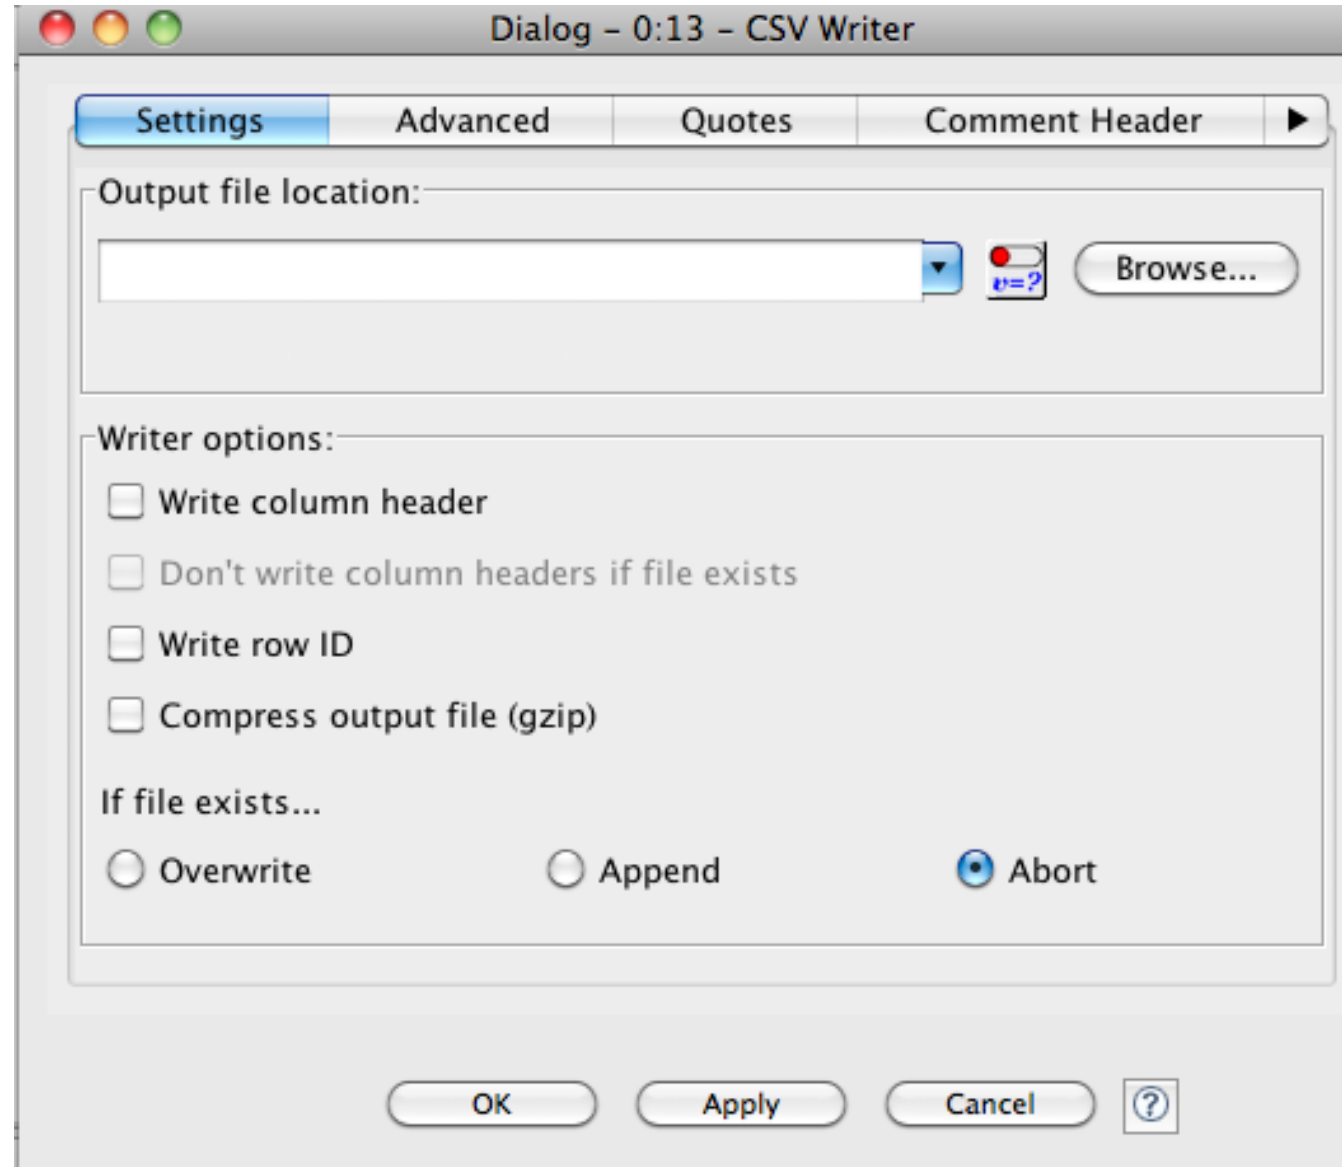 Dialog – 0:13 – CSV Writer
Settings Advanced Quotes Comment Header
Output file location:
v=? Browse...
Writer options:
Write column header
Don't write column headers if file exists
Write row ID
Compress output file (gzip)
If file exists...
Overwrite Append Abort
OK Apply Cancel ?